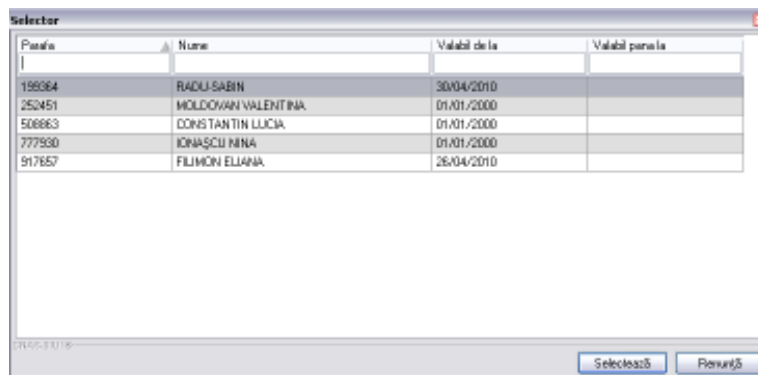 Selector
Parafa Nume Valabil de la Valabil pana la
199364 RADU-SABIN 30/04/2010
252451 MOLDOVAN VALENTINA 01/01/2000
508863 CONSTANTIN LUCIA 01/01/2000
777930 IONAȘCU NINA 01/01/2000
917657 FILIMON ELIANA 26/04/2010
Selectează Renunță